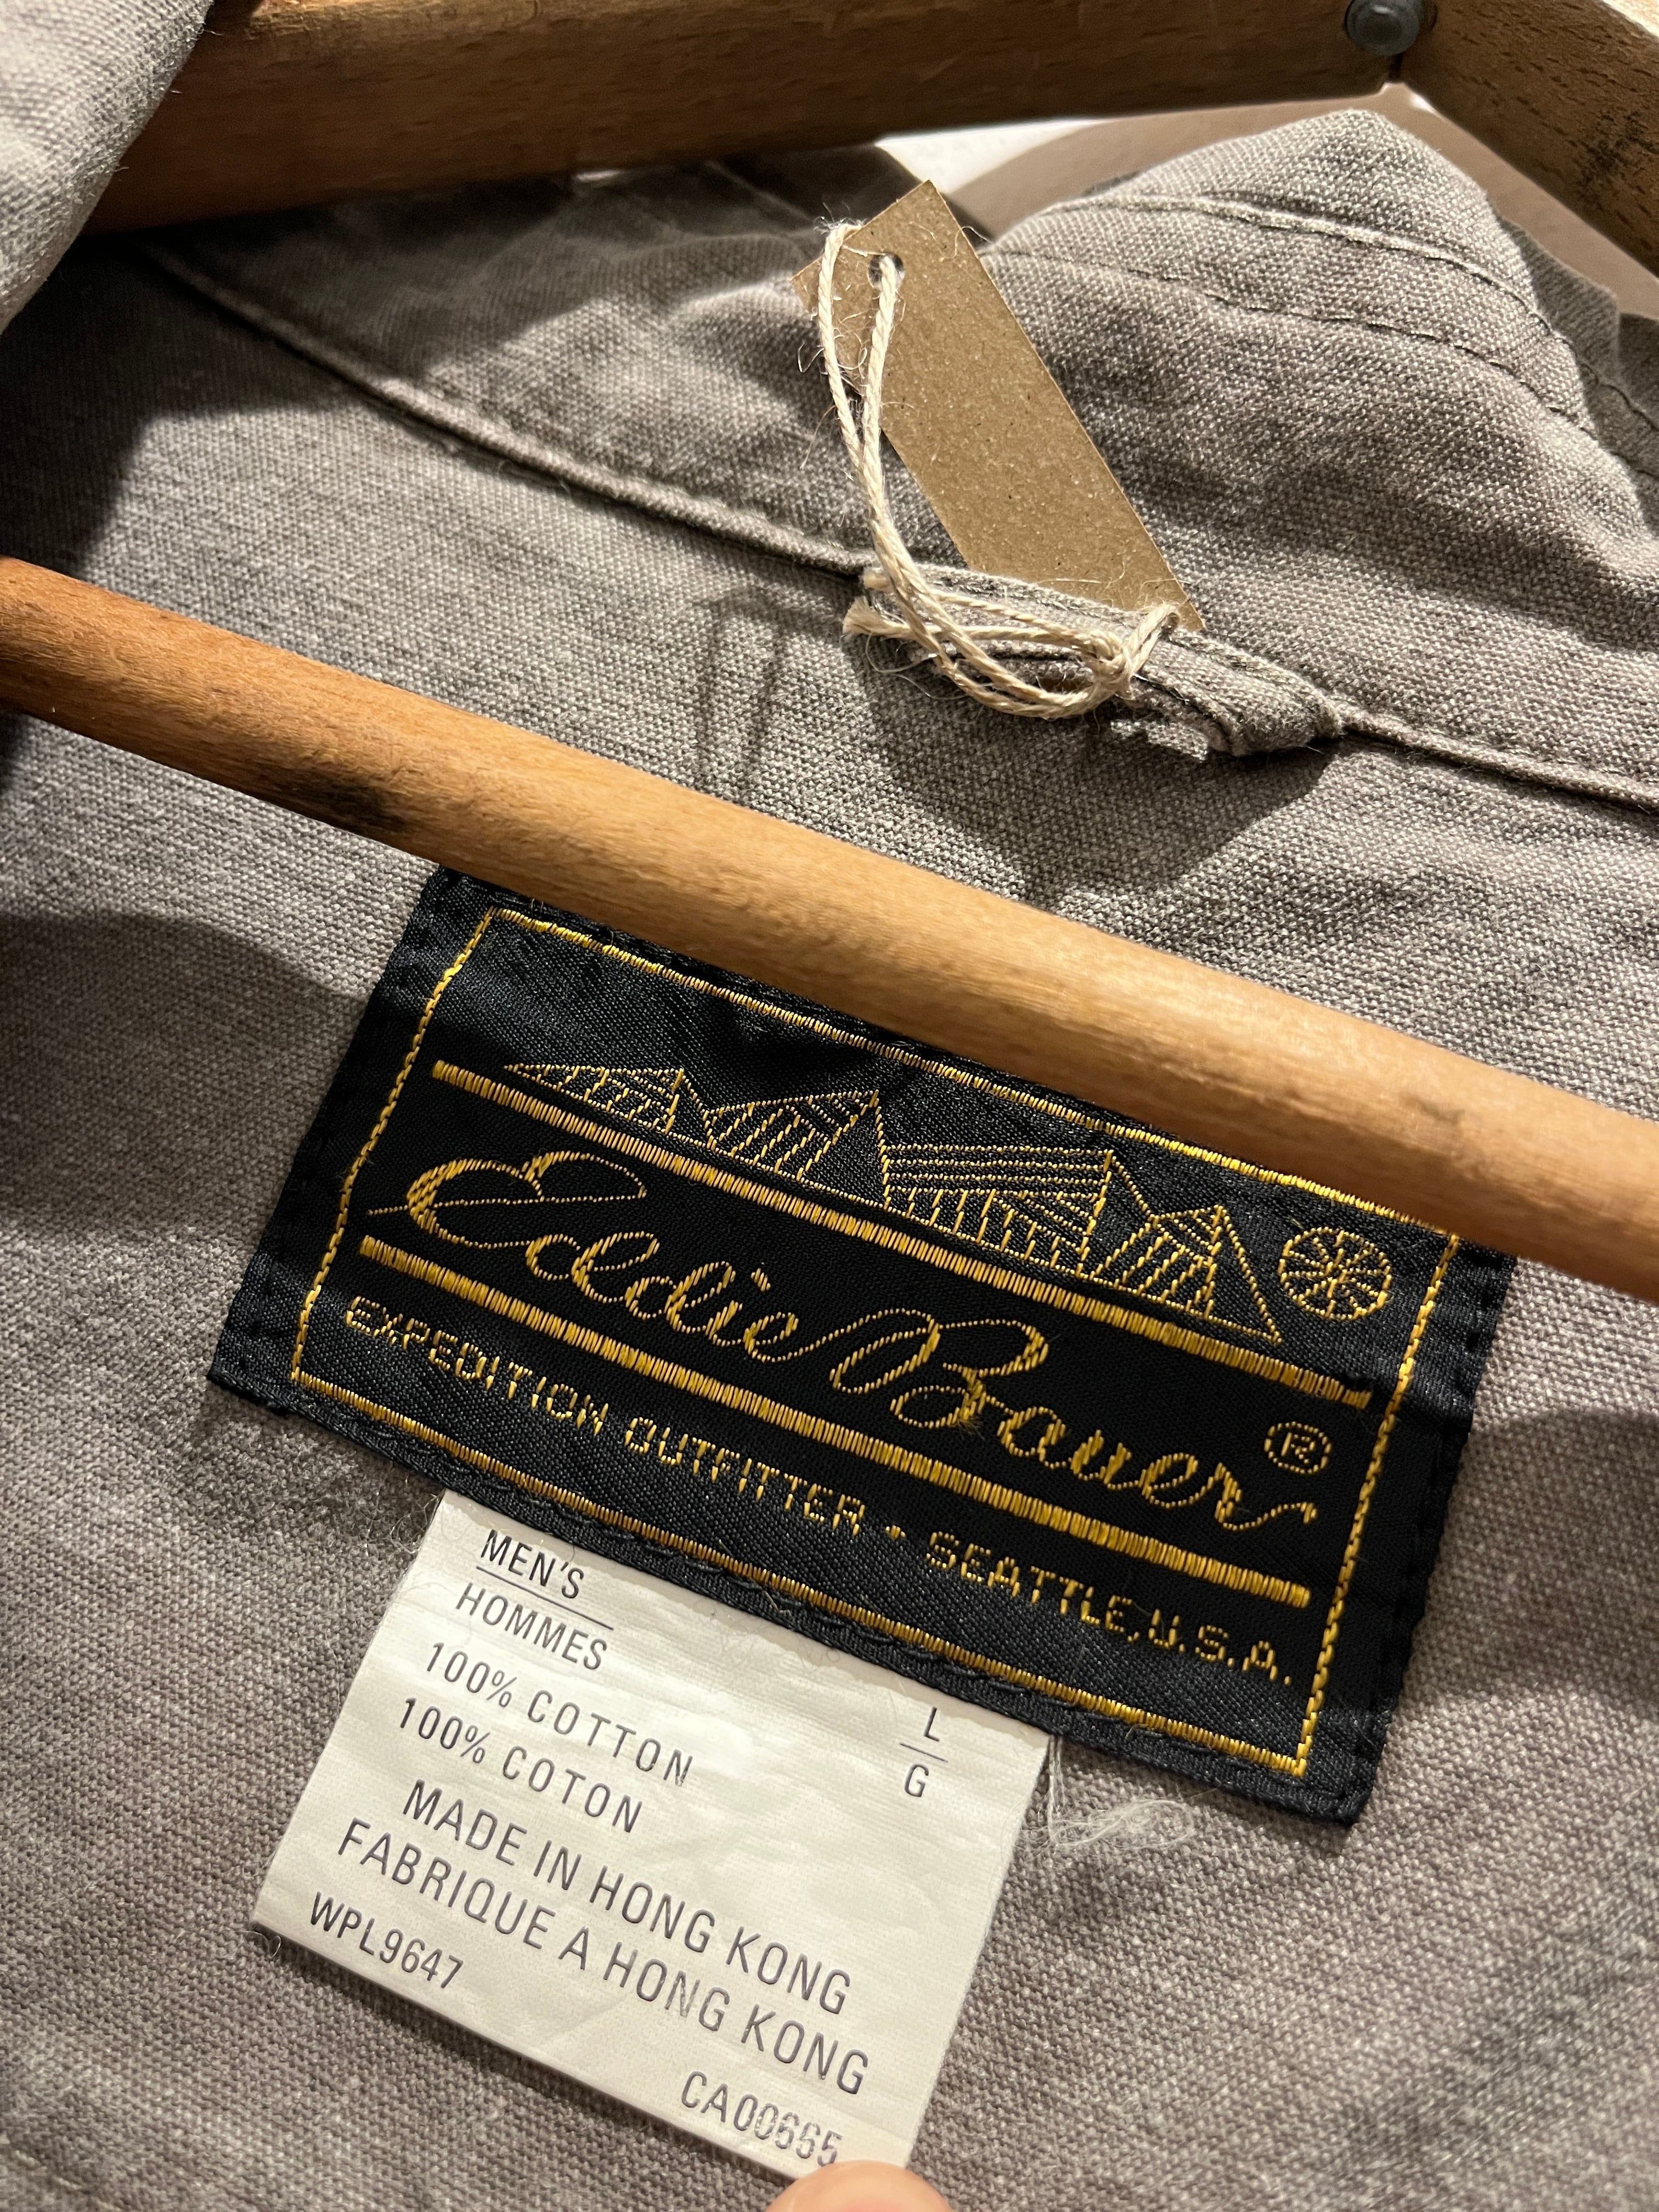 Eddie Bauer ®
EXPEDITION OUTFITTER - SEATTLE, U.S.A.
MEN'S
HOMMES
L
G
100% COTTON
100% COTON
MADE IN HONG KONG
FABRIQUE A HONG KONG
WPL9647
CA00665